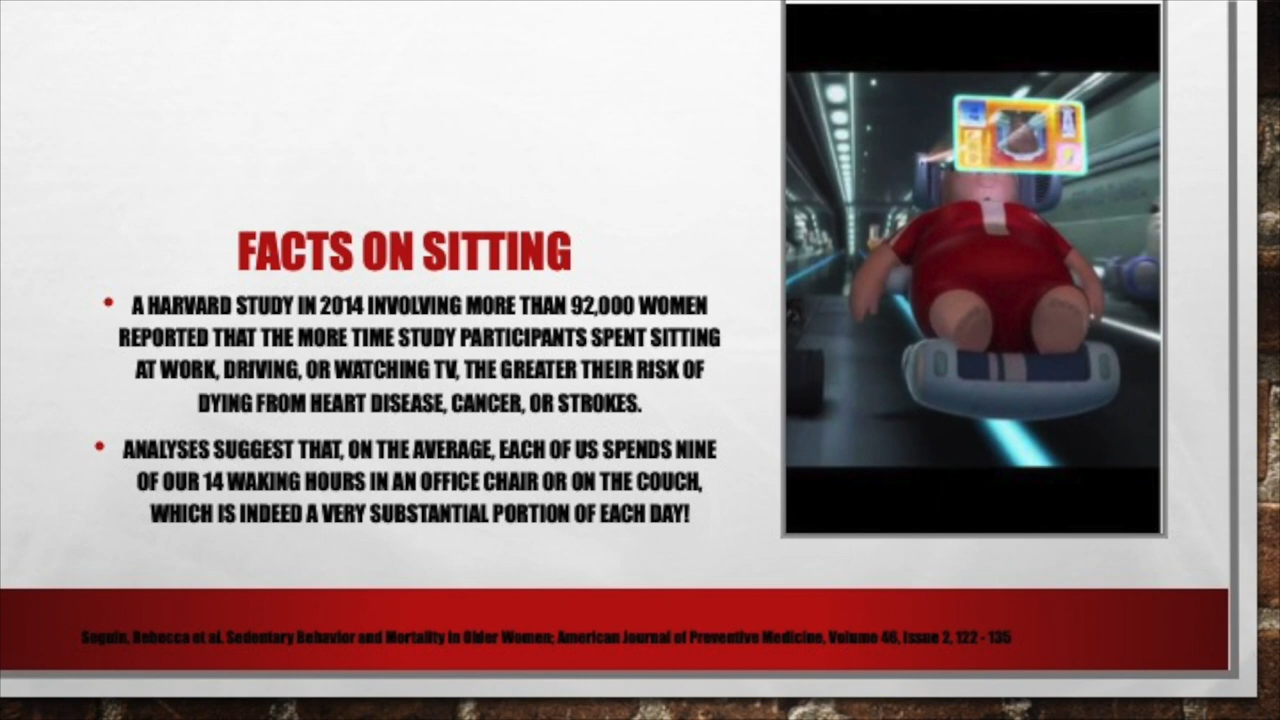 FACTS ON SITTING
• A HARVARD STUDY IN 2014 INVOLVING MORE THAN 92,000 WOMEN
REPORTED THAT THE MORE TIME STUDY PARTICIPANTS SPENT SITTING
AT WORK, DRIVING, OR WATCHING TV, THE GREATER THEIR RISK OF
DYING FROM HEART DISEASE, CANCER, OR STROKES.
• ANALYSES SUGGEST THAT, ON THE AVERAGE, EACH OF US SPENDS NINE
OF OUR 14 WAKING HOURS IN AN OFFICE CHAIR OR ON THE COUCH,
WHICH IS INDEED A VERY SUBSTANTIAL PORTION OF EACH DAY!
Seguin, Rebecca et al. Sedentary Behavior and Mortality in Older Women; American Journal of Preventive Medicine, Volume 46, Issue 2, 122 - 135